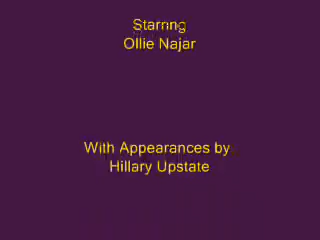 Starring
Ollie Najar
With Appearances by
Hillary Upstate